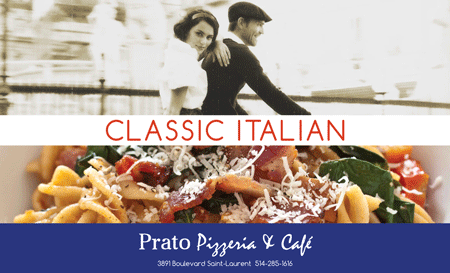 CLASSIC ITALIAN
Prato Pizzeria & Café
3891 Boulevard Saint-Laurent 514-285-1616